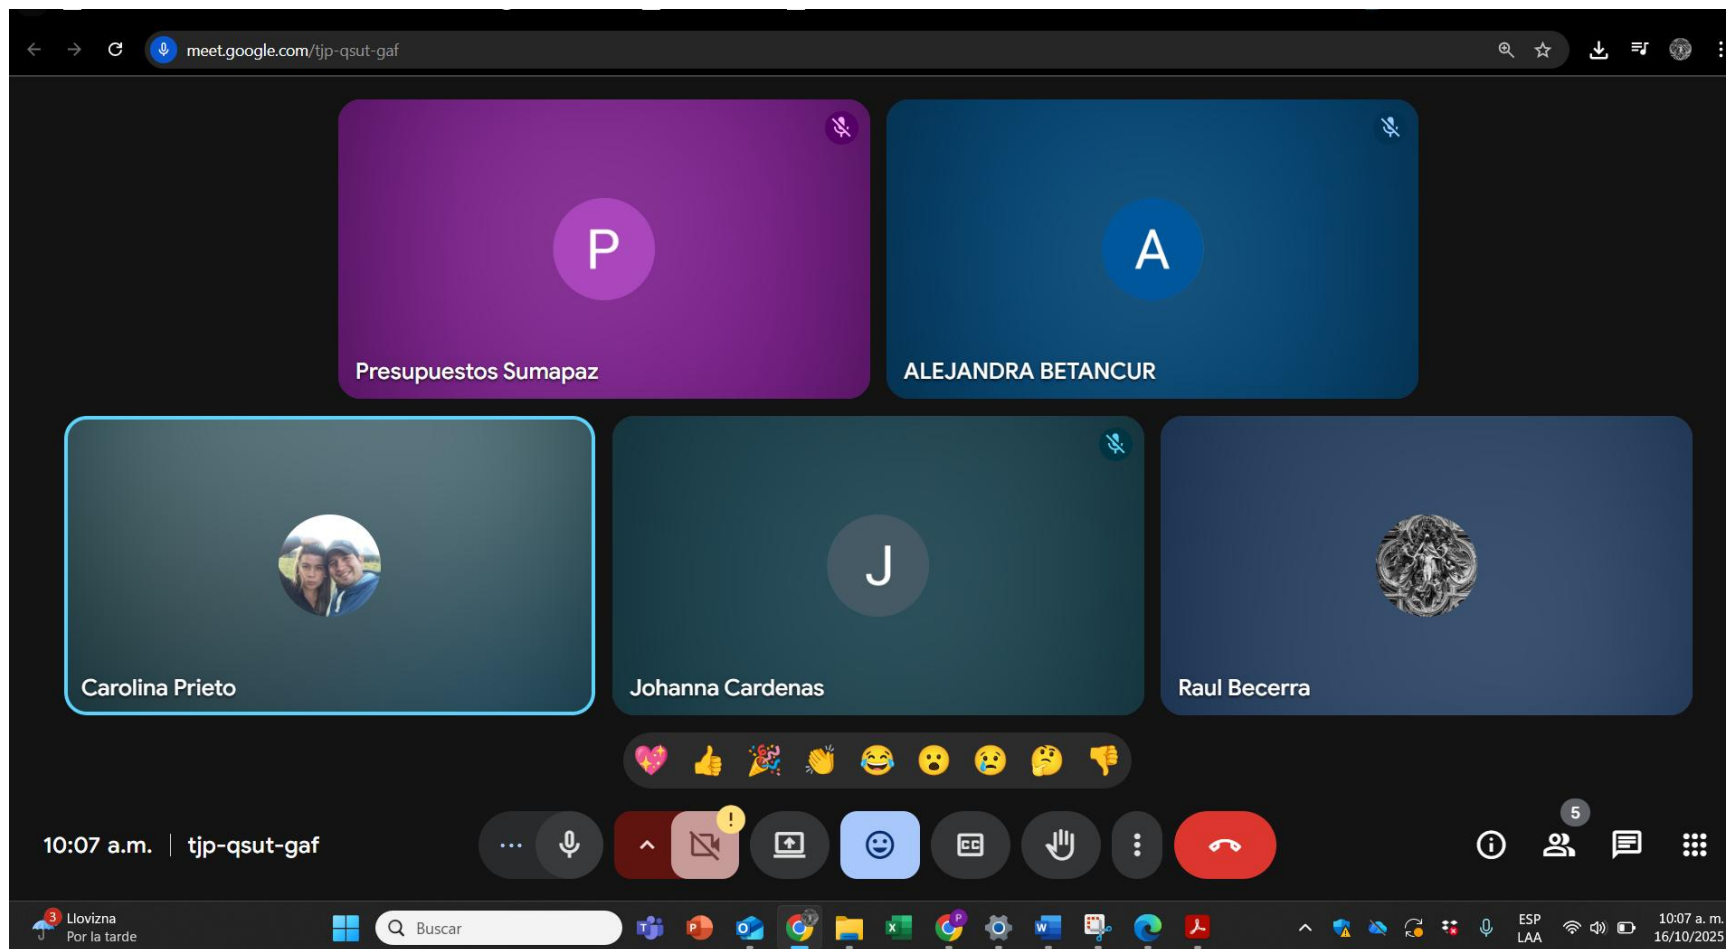 meet.google.com/tjp-qsut-gaf
P
Presupuestos Sumapaz
A
ALEJANDRA BETANCUR
Carolina Prieto
J
Johanna Cardenas
Raul Becerra
10:07 a.m. | tjp-qsut-gaf
!
CC
5
3
Llovizna
Por la tarde
Buscar
P
ESP
LAA
10:07 a. m.
16/10/2025